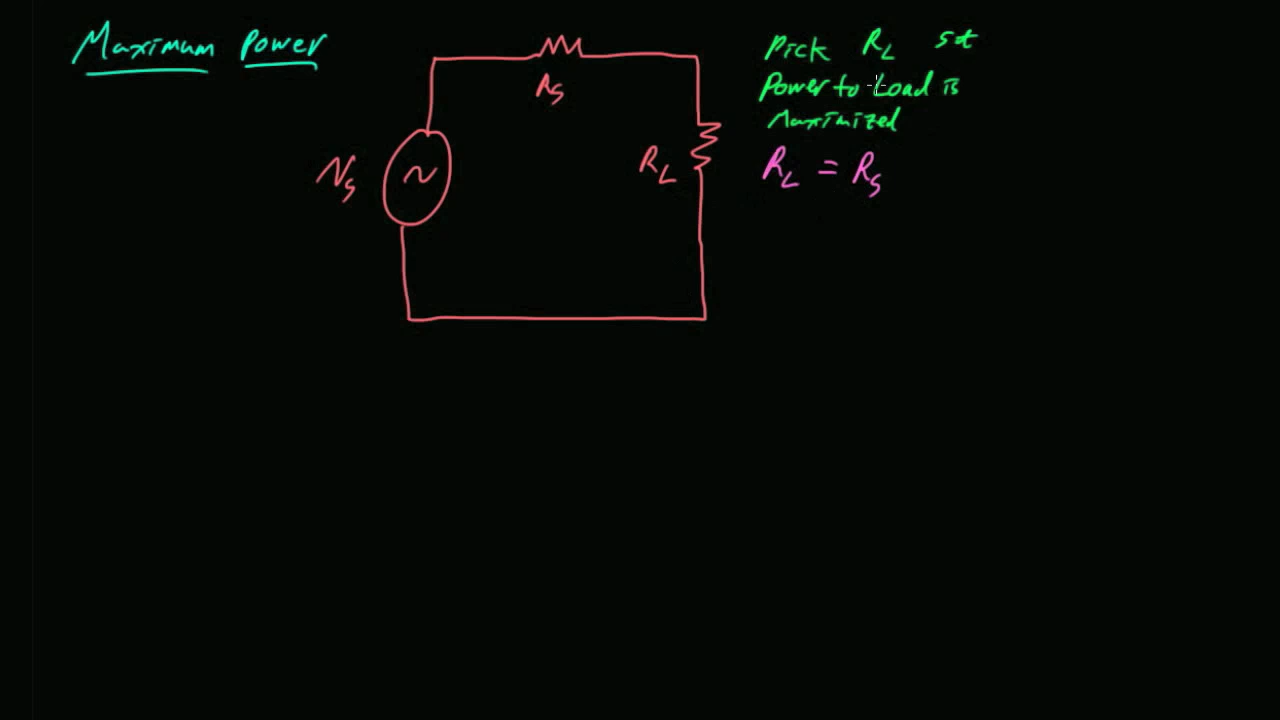 Maximum Power
Rs
Vs
~
RL
Pick RL st
Power to Load is
Maximized
RL = Rs